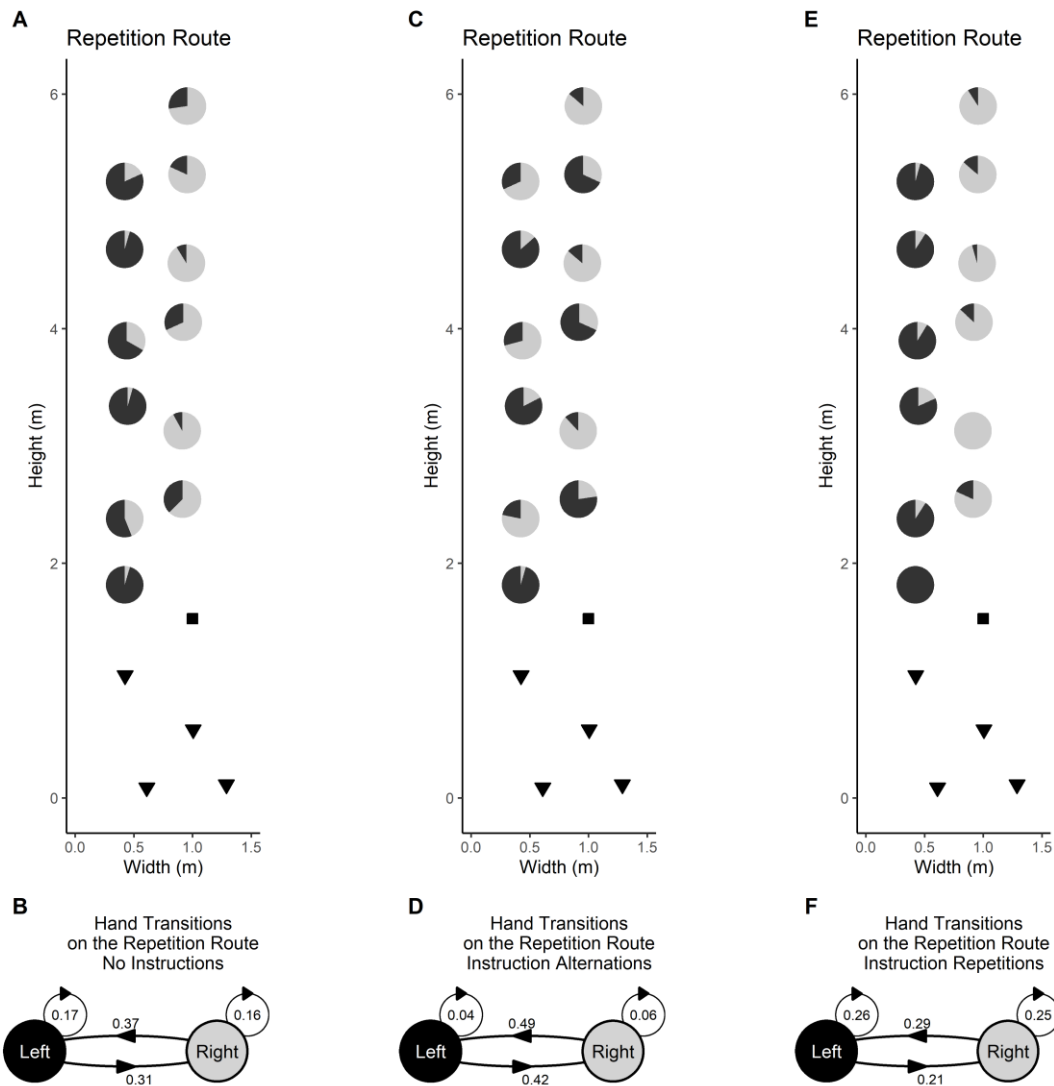 A
Repetition Route
6
4
2
0
Height (m)
0.0 0.5 1.0 1.5
Width (m)
C
Repetition Route
6
4
2
0
Height (m)
0.0 0.5 1.0 1.5
Width (m)
E
Repetition Route
6
4
2
0
Height (m)
0.0 0.5 1.0 1.5
Width (m)
B
Hand Transitions
on the Repetition Route
No Instructions
0.17 0.37 0.16
Left Right
0.31
D
Hand Transitions
on the Repetition Route
Instruction Alternations
0.04 0.49 0.06
Left Right
0.42
F
Hand Transitions
on the Repetition Route
Instruction Repetitions
0.26 0.29 0.25
Left Right
0.21